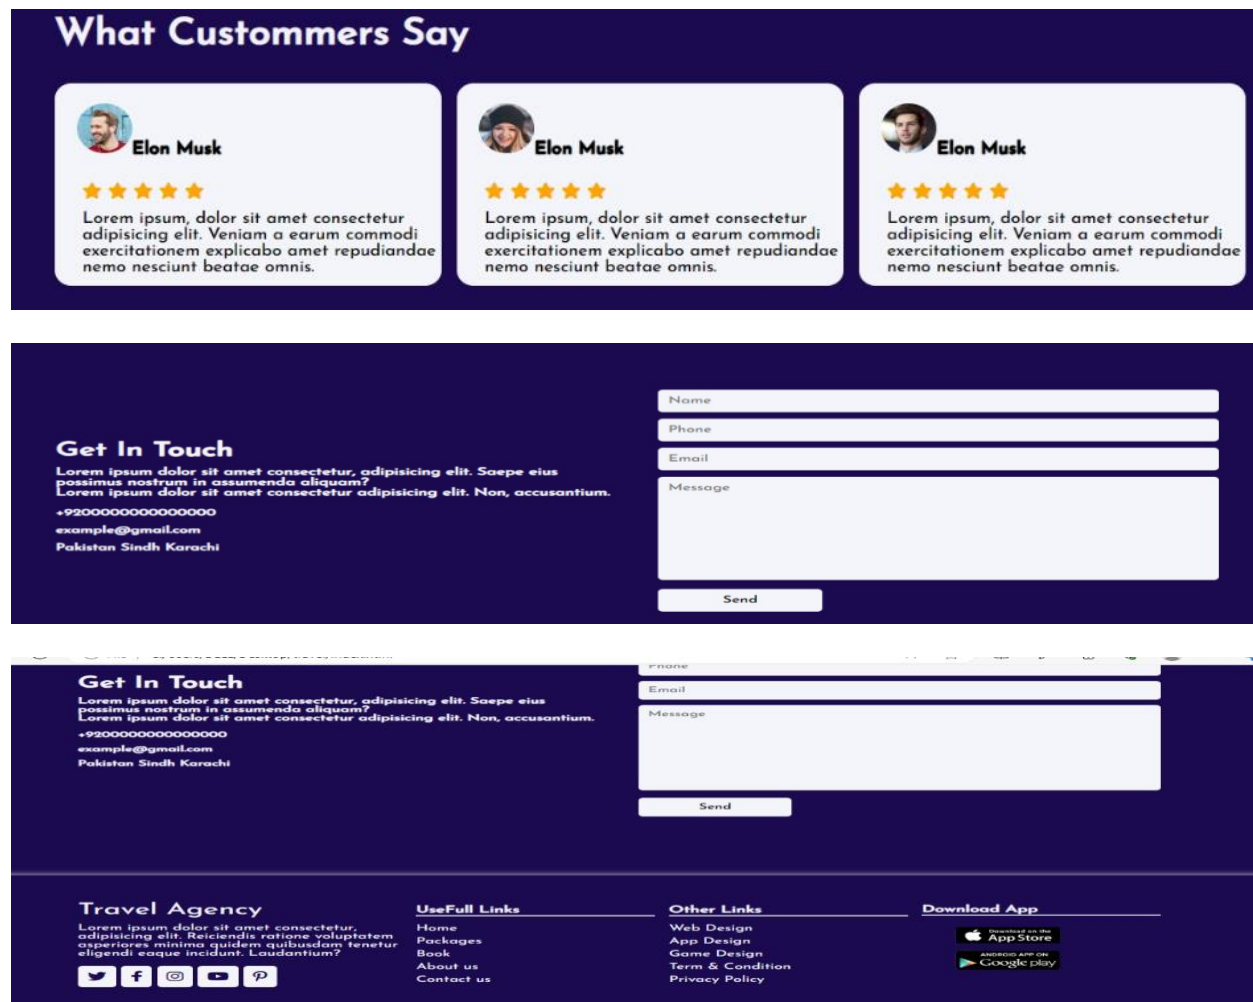 What Custommers Say
Elon Musk
Lorem ipsum, dolor sit amet consectetur
adipisicing elit. Veniam a earum commodi
exercitationem explicabo amet repudiandae
nemo nesciunt beatae omnis.
Elon Musk
Lorem ipsum, dolor sit amet consectetur
adipisicing elit. Veniam a earum commodi
exercitationem explicabo amet repudiandae
nemo nesciunt beatae omnis.
Elon Musk
Lorem ipsum, dolor sit amet consectetur
adipisicing elit. Veniam a earum commodi
exercitationem explicabo amet repudiandae
nemo nesciunt beatae omnis.
Get In Touch
Lorem ipsum dolor sit amet consectetur, adipisicing elit. Saepe eius
possimus nostrum in assumenda aliquam?
Lorem ipsum dolor sit amet consectetur adipisicing elit. Non, accusantium.
+92000000000000000
example@gmail.com
Pakistan Sindh Karachi
Name
Phone
Email
Message
Send
Get In Touch
Lorem ipsum dolor sit amet consectetur, adipisicing elit. Saepe eius
possimus nostrum in assumenda aliquam?
Lorem ipsum dolor sit amet consectetur adipisicing elit. Non, accusantium.
+92000000000000000
example@gmail.com
Pakistan Sindh Karachi
Phone
Email
Message
Send
Travel Agency
Lorem ipsum dolor sit amet consectetur,
adipisicing elit. Reiciendis ratione voluptatem
asperiores minima quidem quibusdam tenetur
eligendi eaque incidunt. Laudantium?
UseFull Links
Home
Packages
Book
About us
Contact us
Other Links
Web Design
App Design
Game Design
Term & Condition
Privacy Policy
Download App
Download on the
App Store
ANDROID APP ON
Google play